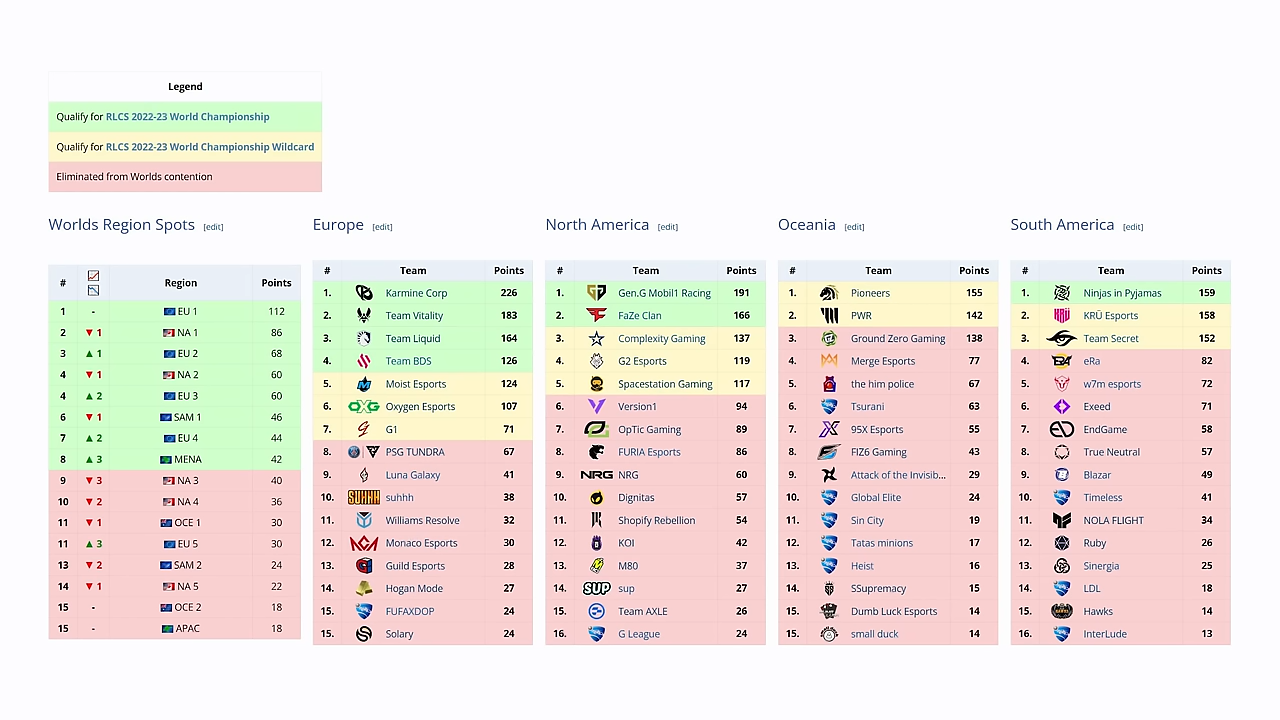 Legend
Qualify for RLCS 2022-23 World Championship
Qualify for RLCS 2022-23 World Championship Wildcard
Eliminated from Worlds contention
Worlds Region Spots [edit]
# Region Points
1 - EU 1 112
2 ▼ 1 NA 1 86
3 ▲ 1 EU 2 68
4 ▼ 1 NA 2 60
4 ▲ 2 EU 3 60
6 ▼ 1 SAM 1 46
7 ▲ 2 EU 4 44
8 ▲ 3 MENA 42
9 ▼ 3 NA 3 40
10 ▼ 2 NA 4 36
11 ▼ 1 OCE 1 30
11 ▲ 3 EU 5 30
13 ▼ 2 SAM 2 24
14 ▼ 1 NA 5 22
15 - OCE 2 18
15 - APAC 18
Europe [edit]
# Team Points
1. Karmine Corp 226
2. Team Vitality 183
3. Team Liquid 164
4. Team BDS 126
5. Moist Esports 124
6. OXG Oxygen Esports 107
7. G1 71
8. PSG TUNDRA 67
9. Luna Galaxy 41
10. SUHHH suhhh 38
11. Williams Resolve 32
12. Monaco Esports 30
13. Guild Esports 28
14. Hogan Mode 27
15. FUFAXDOP 24
15. Solary 24
North America [edit]
# Team Points
1. Gen.G Mobil1 Racing 191
2. FaZe Clan 166
3. Complexity Gaming 137
4. G2 Esports 119
5. Spacestation Gaming 117
6. Version1 94
7. OpTic Gaming 89
8. FURIA Esports 86
9. NRG NRG 60
10. Dignitas 57
11. Shopify Rebellion 54
12. KOI 42
13. M80 37
14. SUP sup 27
15. Team AXLE 26
16. G League 24
Oceania [edit]
# Team Points
1. Pioneers 155
2. PWR 142
3. Ground Zero Gaming 138
4. Merge Esports 77
5. the him police 67
6. Tsurani 63
7. 95X Esports 55
8. FIZ6 Gaming 43
9. Attack of the Invisib... 29
10. Global Elite 24
11. Sin City 19
12. Tatas minions 17
13. Heist 16
14. SSupremacy 15
15. Dumb Luck Esports 14
15. small duck 14
South America [edit]
# Team Points
1. Ninjas in Pyjamas 159
2. KRÜ KRÜ Esports 158
3. Team Secret 152
4. eRa 82
5. w7m esports 72
6. Exeed 71
7. EndGame 58
8. True Neutral 57
9. Blazar 49
10. Timeless 41
11. NOLA FLIGHT 34
12. Ruby 26
13. Sinergia 25
14. LDL 18
15. Hawks 14
16. InterLude 13